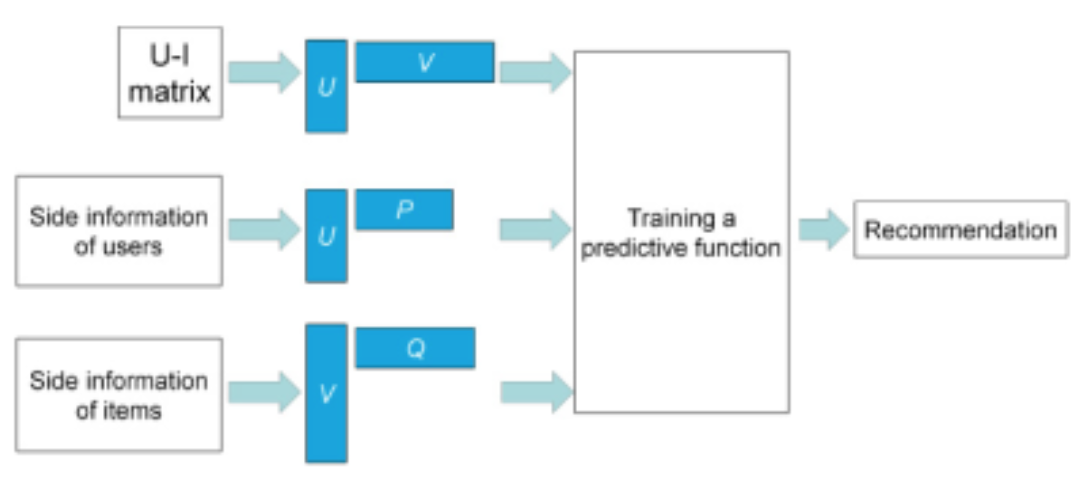 U-I
matrix
U
V
Side information
of users
U
P
Side information
of items
V
Q
Training a
predictive function
Recommendation